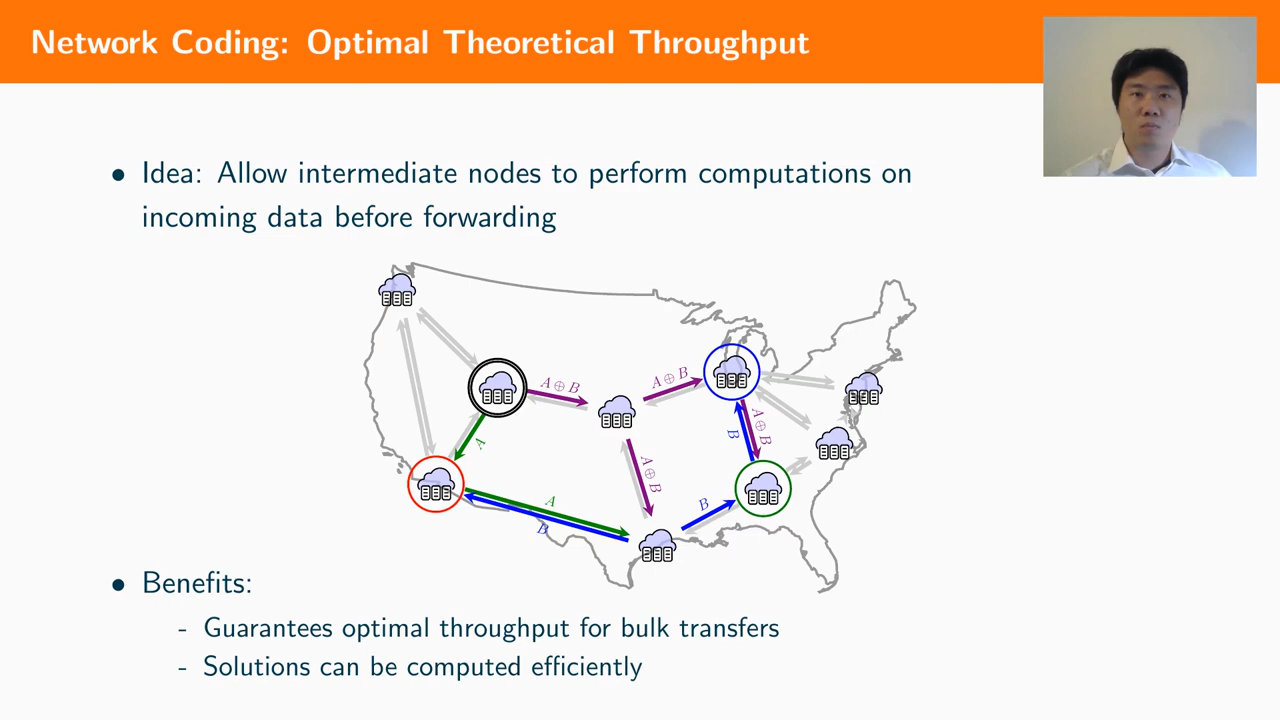 Network Coding: Optimal Theoretical Throughput
• Idea: Allow intermediate nodes to perform computations on
incoming data before forwarding
A ⊕ B
A ⊕ B
A
A ⊕ B
B
A ⊕ B
A
B
B
• Benefits:
- Guarantees optimal throughput for bulk transfers
- Solutions can be computed efficiently